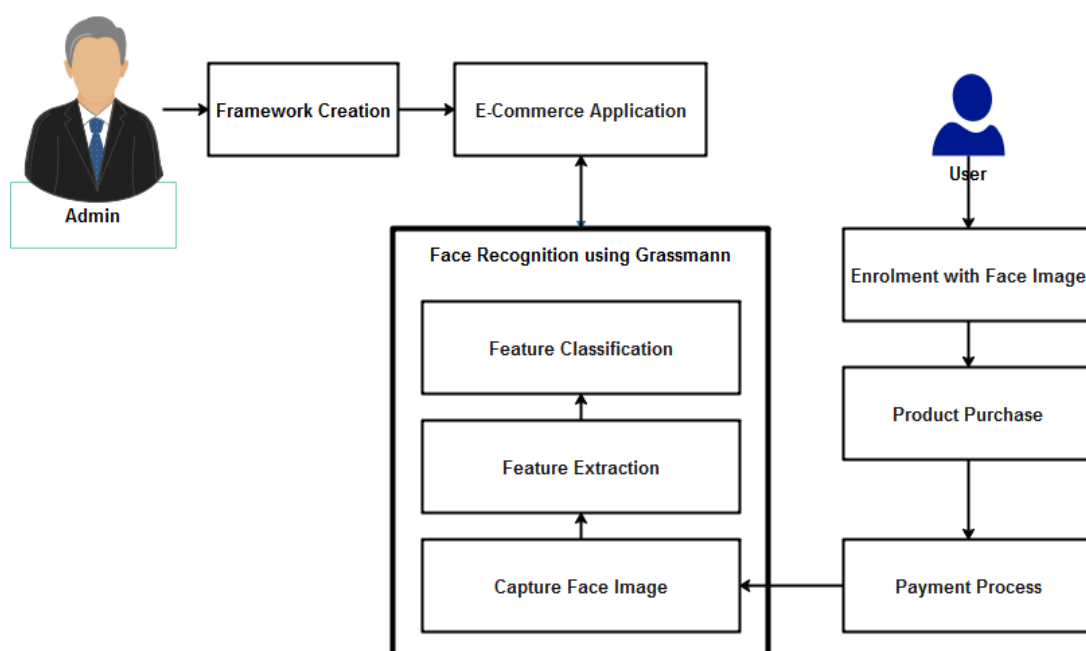 Admin
Framework Creation
E-Commerce Application
User
Face Recognition using Grassmann
Feature Classification
Feature Extraction
Capture Face Image
Enrolment with Face Image
Product Purchase
Payment Process